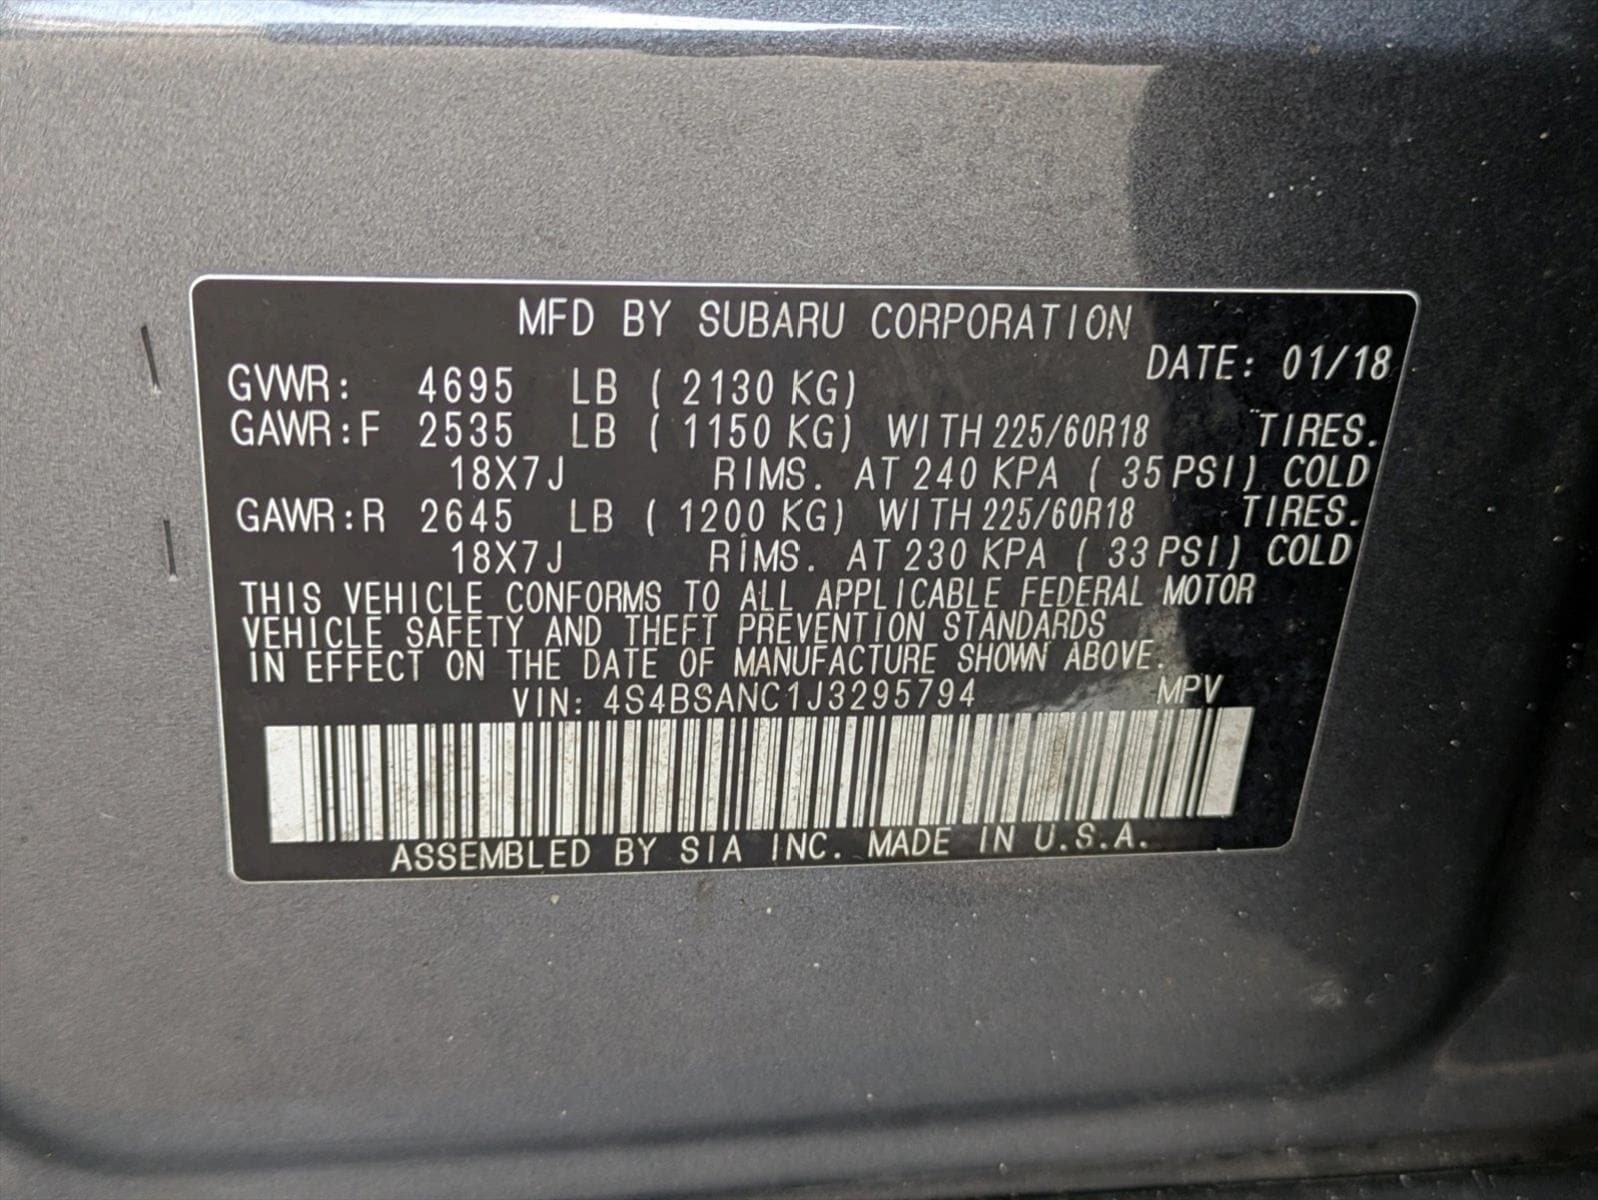 MFD BY SUBARU CORPORATION
DATE: 01/18
GVWR: 4695 LB ( 2130 KG)
GAWR:F 2535 LB ( 1150 KG) WITH 225/60R18 TIRES.
18X7J RIMS. AT 240 KPA ( 35 PSI) COLD
GAWR:R 2645 LB ( 1200 KG) WITH 225/60R18 TIRES.
18X7J RIMS. AT 230 KPA ( 33 PSI) COLD
THIS VEHICLE CONFORMS TO ALL APPLICABLE FEDERAL MOTOR
VEHICLE SAFETY AND THEFT PREVENTION STANDARDS
IN EFFECT ON THE DATE OF MANUFACTURE SHOWN ABOVE.
VIN: 4S4BSANC1J3295794 MPV
ASSEMBLED BY SIA INC. MADE IN U.S.A.